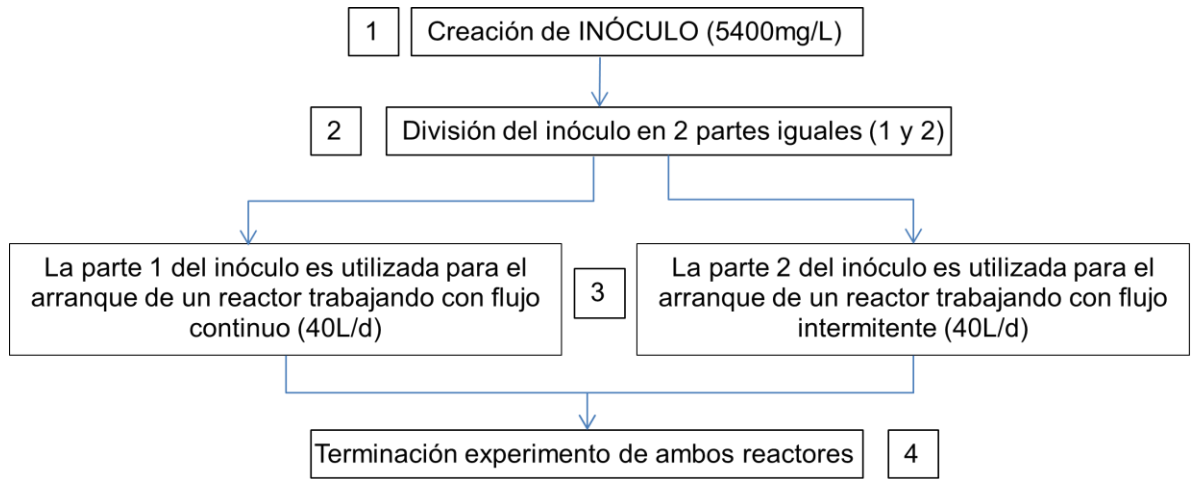 1
Creación de INÓCULO (5400mg/L)
2
División del inóculo en 2 partes iguales (1 y 2)
La parte 1 del inóculo es utilizada para el
arranque de un reactor trabajando con flujo
continuo (40L/d)
3
La parte 2 del inóculo es utilizada para el
arranque de un reactor trabajando con flujo
intermitente (40L/d)
Terminación experimento de ambos reactores
4